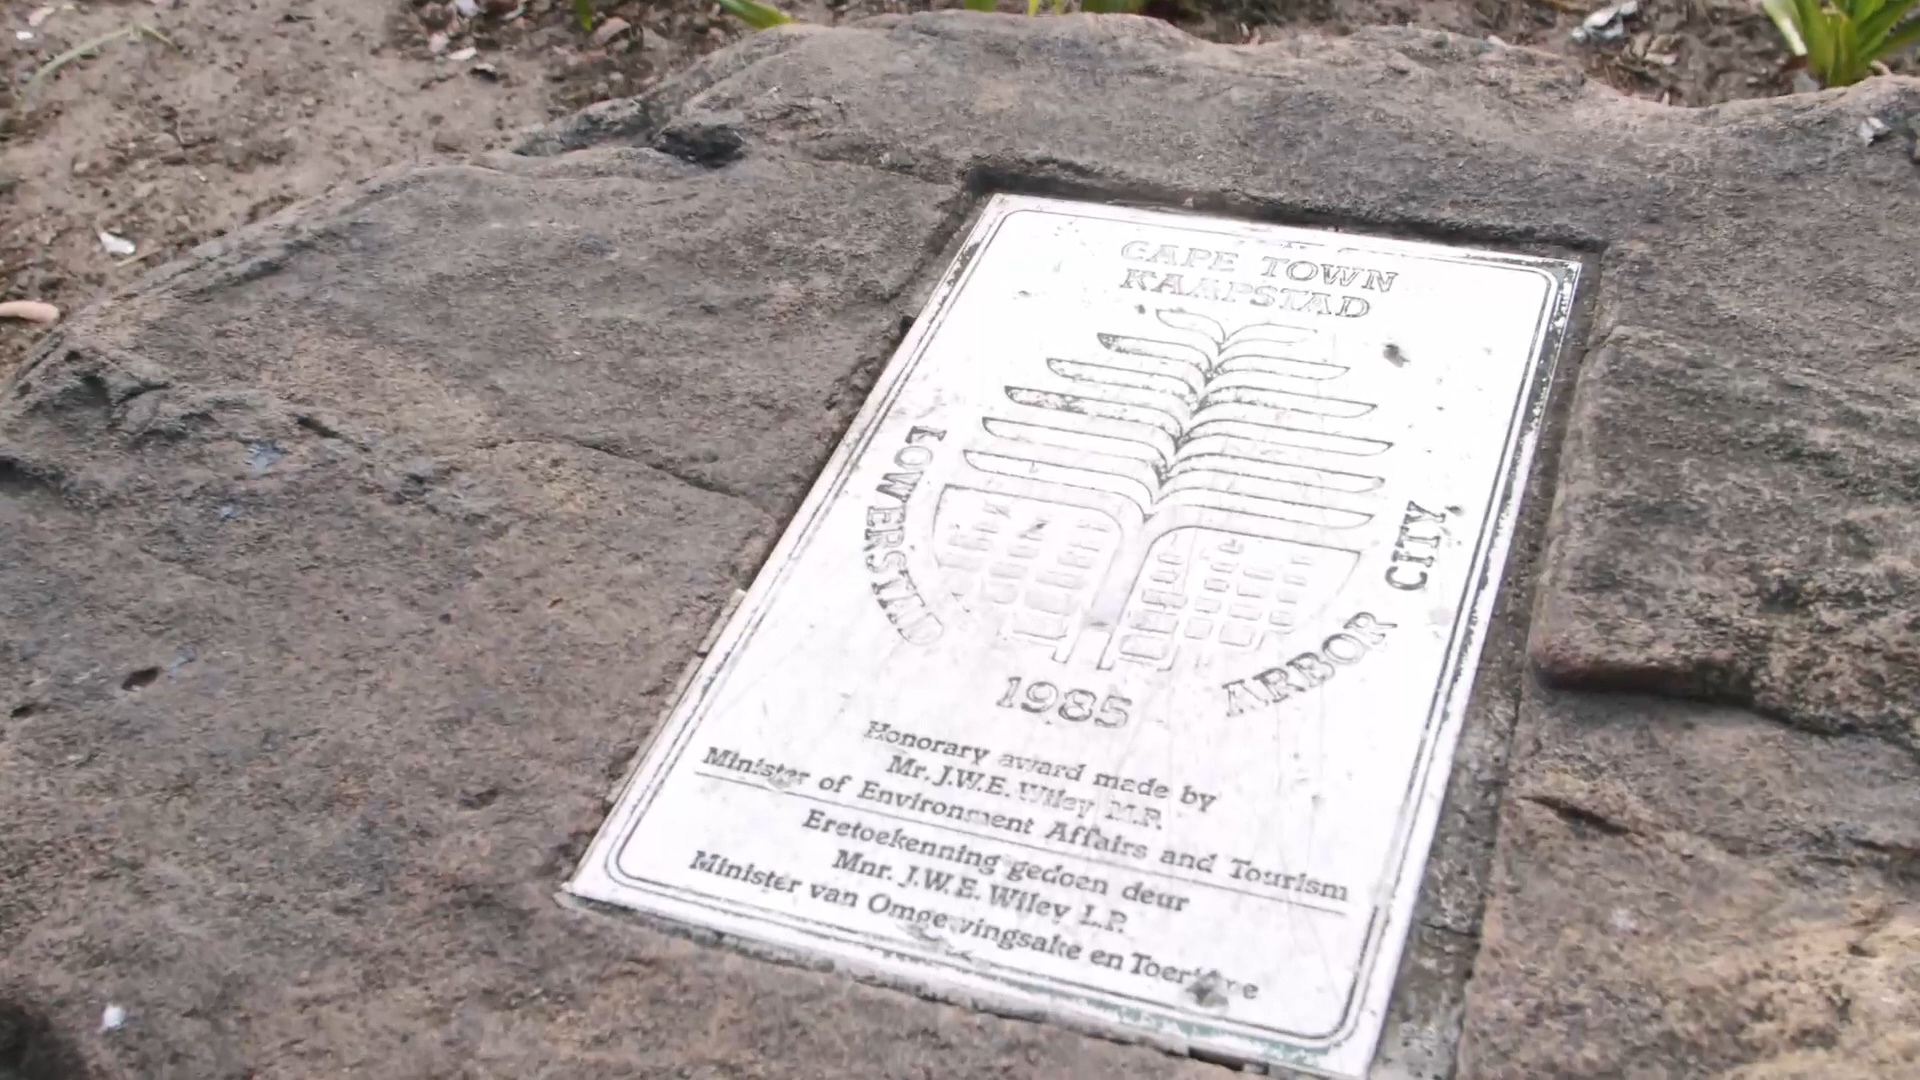 CAPE TOWN
KAAPSTAD
LOWERSTAD
ARBOR CITY
1985
Honorary award made by
Mr. J.W.E. Wiley M.P.
Minister of Environment Affairs and Tourism
Eretoekenning gedoen deur
Mnr. J.W.E. Wiley L.P.
Minister van Omgewingsake en